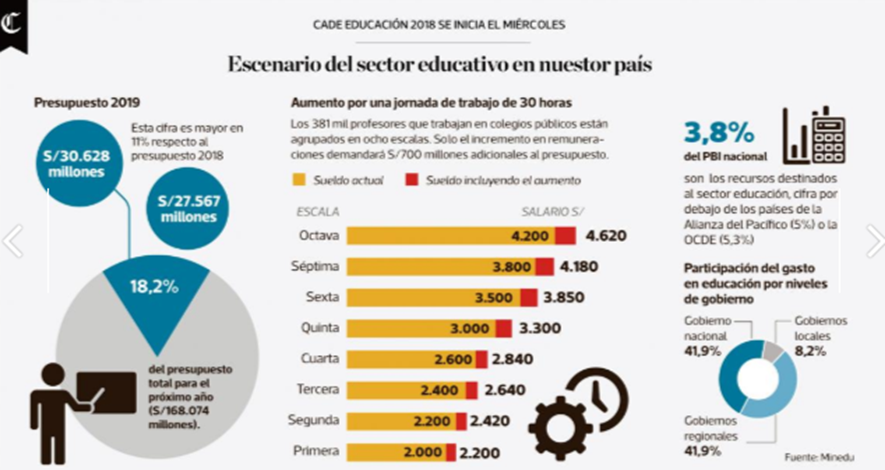 C
CADE EDUCACIÓN 2018 SE INICIA EL MIÉRCOLES
Escenario del sector educativo en nuestor país
Presupuesto 2019
S/30.628
millones
Esta cifra es mayor en
11% respecto al
presupuesto 2018
S/27.567
millones
18,2%
del presupuesto
total para el
próximo año
(S/168.074
millones).
Aumento por una jornada de trabajo de 30 horas
Los 381 mil profesores que trabajan en colegios públicos están
agrupados en ocho escalas. Solo el incremento en remunera-
ciones demandará S/700 millones adicionales al presupuesto.
Sueldo actual
Sueldo incluyendo el aumento
ESCALA SALARIO S/
Octava 4.200 4.620
Séptima 3.800 4.180
Sexta 3.500 3.850
Quinta 3.000 3.300
Cuarta 2.600 2.840
Tercera 2.400 2.640
Segunda 2.200 2.420
Primera 2.000 2.200
3,8%
del PBI nacional
son los recursos destinados
al sector educación, cifra por
debajo de los países de la
Alianza del Pacífico (5%) o la
OCDE (5,3%)
Participación del gasto
en educación por niveles
de gobierno
Gobierno
nacional
41,9%
Gobiernos
locales
8,2%
Gobiernos
regionales
41,9%
Fuente: Minedu